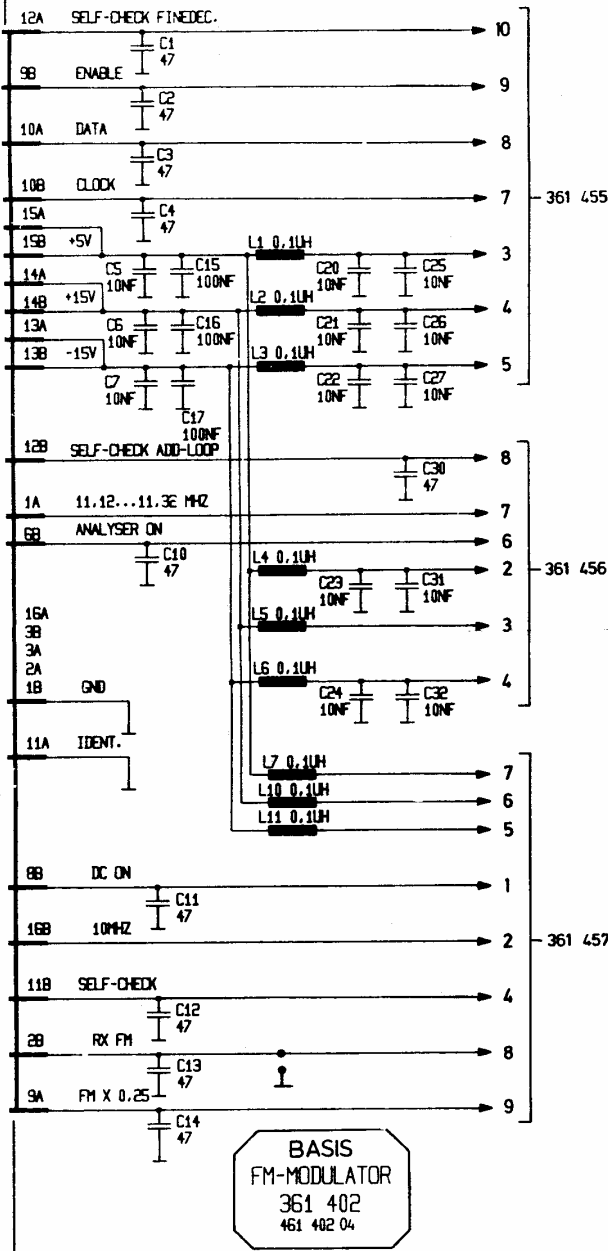 12A SELF-CHECK FINEDEC. 10
C1
47
9B ENABLE 9
C2
47
10A DATA 8
C3
47
10B CLOCK 7
C4
47
361 455
15A
15B +5V L1 0,1UH 3
C5 C15 C20 C25
10NF 100NF 10NF 10NF
14A
14B +15V L2 0,1UH 4
C6 C16 C21 C26
10NF 100NF 10NF 10NF
13A
13B -15V L3 0,1UH 5
C7 C22 C27
10NF 10NF 10NF
C17
100NF
12B SELF-CHECK ADD-LOOP 8
C30
47
1A 11,12...11,32 MHZ 7
6B ANALYSER ON 6
C10
47
L4 0,1UH 2
361 456
C23 C31
10NF 10NF
16A
3B
3A
2A
1B GND
L5 0,1UH 3
L6 0,1UH 4
C24 C32
10NF 10NF
11A IDENT.
L7 0,1UH 7
L10 0,1UH 6
L11 0,1UH 5
8B DC ON 1
C11
47
16B 10MHZ 2
361 457
11B SELF-CHECK 4
C12
47
2B RX FM 8
C13
47
9A FM X 0,25 9
C14
47
BASIS
FM-MODULATOR
361 402
461 402 04